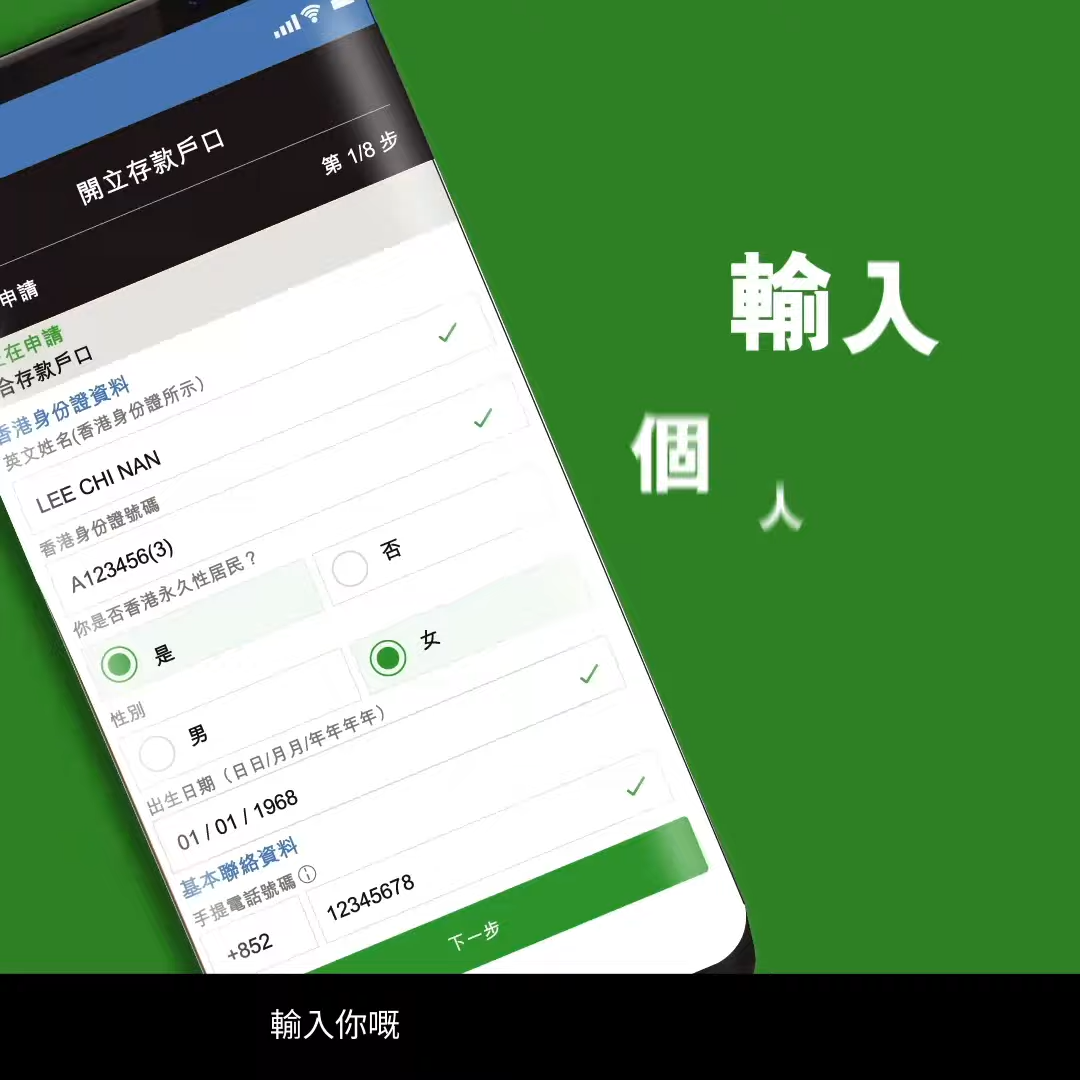 開立存款戶口
第 1/8 步
申請
在申請
合存款戶口
香港身份證資料
英文姓名(香港身份證所示）
LEE CHI NAN
香港身份證號碼
A123456(3)
你是否香港永久性居民？
是
否
性別
男
女
出生日期（日日/月月/年年年年）
01 / 01 / 1968
基本聯絡資料
手提電話號碼
+852
12345678
下一步
輸入
個
人
輸入你嘅